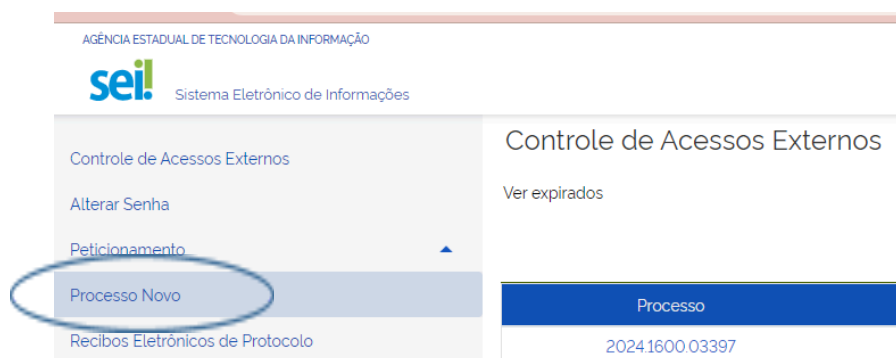 AGÊNCIA ESTADUAL DE TECNOLOGIA DA INFORMAÇÃO
sei!
Sistema Eletrônico de Informações
Controle de Acessos Externos
Alterar Senha
Peticionamento
Processo Novo
Recibos Eletrônicos de Protocolo
Controle de Acessos Externos
Ver expirados
Processo
2024.1600.03397